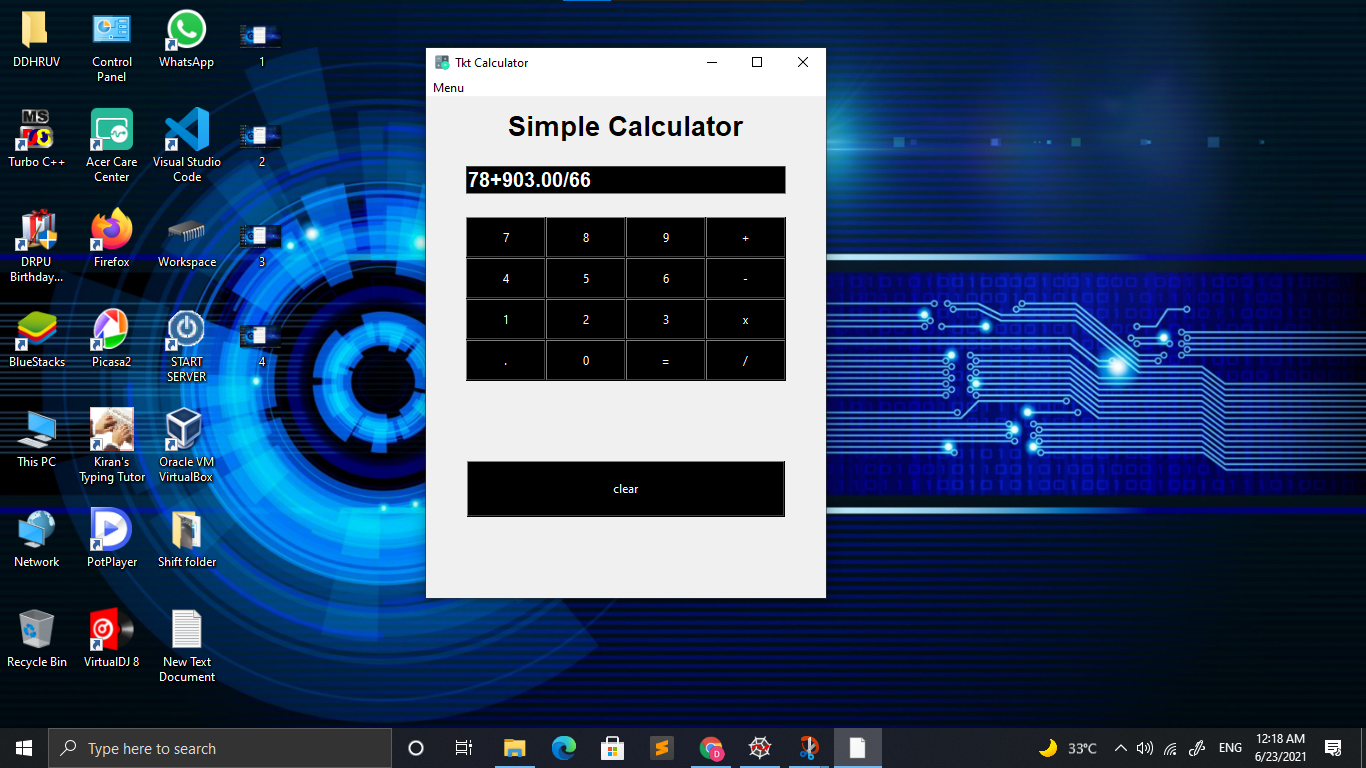 DDHRUV
Control
Panel
WhatsApp
1
MS
Turbo C++
Acer Care
Center
Visual Studio
Code
2
DRPU
Birthday...
Firefox
Workspace
3
BlueStacks
Picasa2
START
SERVER
4
This PC
Kiran's
Typing Tutor
Oracle VM
VirtualBox
Network
PotPlayer
Shift folder
Recycle Bin
VirtualDJ 8
New Text
Document
Tkt Calculator
Menu
Simple Calculator
78+903.00/66
7 8 9 +
4 5 6 -
1 2 3 x
. 0 = /
clear
Type here to search
D
33°C
ENG
12:18 AM
6/23/2021